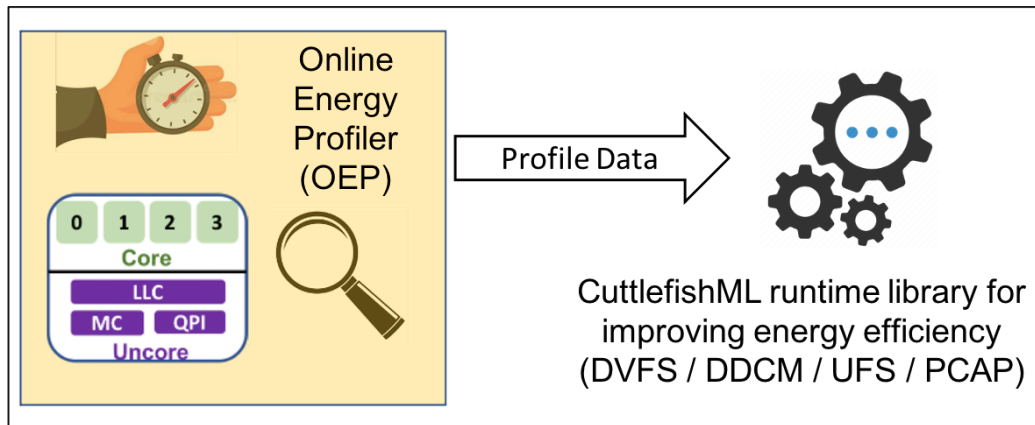 Online
Energy
Profiler
(OEP)
0 1 2 3
Core
LLC
MC QPI
Uncore
Profile Data
CuttlefishML runtime library for
improving energy efficiency
(DVFS / DDCM / UFS / PCAP)